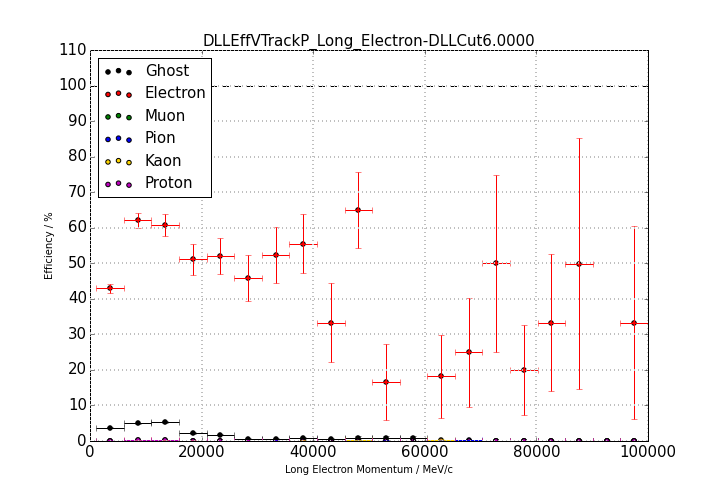 DLLEffVTrackP_Long_Electron-DLLCut6.0000
110
100
90
80
70
60
50
40
30
20
10
0
Ghost
Electron
Muon
Pion
Kaon
Proton
Efficiency / %
0 20000 40000 60000 80000 100000
Long Electron Momentum / MeV/c